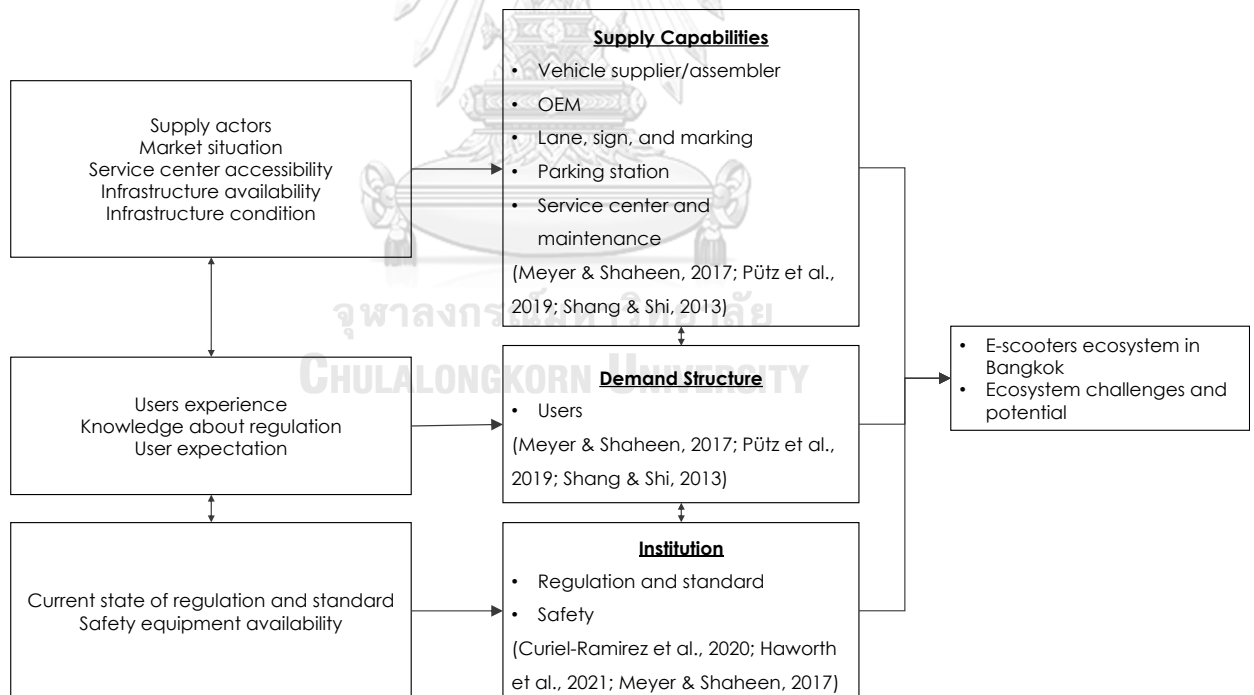 Supply actors
Market situation
Service center accessibility
Infrastructure availability
Infrastructure condition
Users experience
Knowledge about regulation
User expectation
Current state of regulation and standard
Safety equipment availability
Supply Capabilities
• Vehicle supplier/assembler
• OEM
• Lane, sign, and marking
• Parking station
• Service center and
maintenance
(Meyer & Shaheen, 2017; Pütz et al.,
2019; Shang & Shi, 2013)
Demand Structure
• Users
(Meyer & Shaheen, 2017; Pütz et al.,
2019; Shang & Shi, 2013)
Institution
• Regulation and standard
• Safety
(Curiel-Ramirez et al., 2020; Haworth
et al., 2021; Meyer & Shaheen, 2017)
• E-scooters ecosystem in
Bangkok
• Ecosystem challenges and
potential
จุฬาลงกรณ์มหาวิทยาลัย
CHULALONGKORN UNIVERSITY